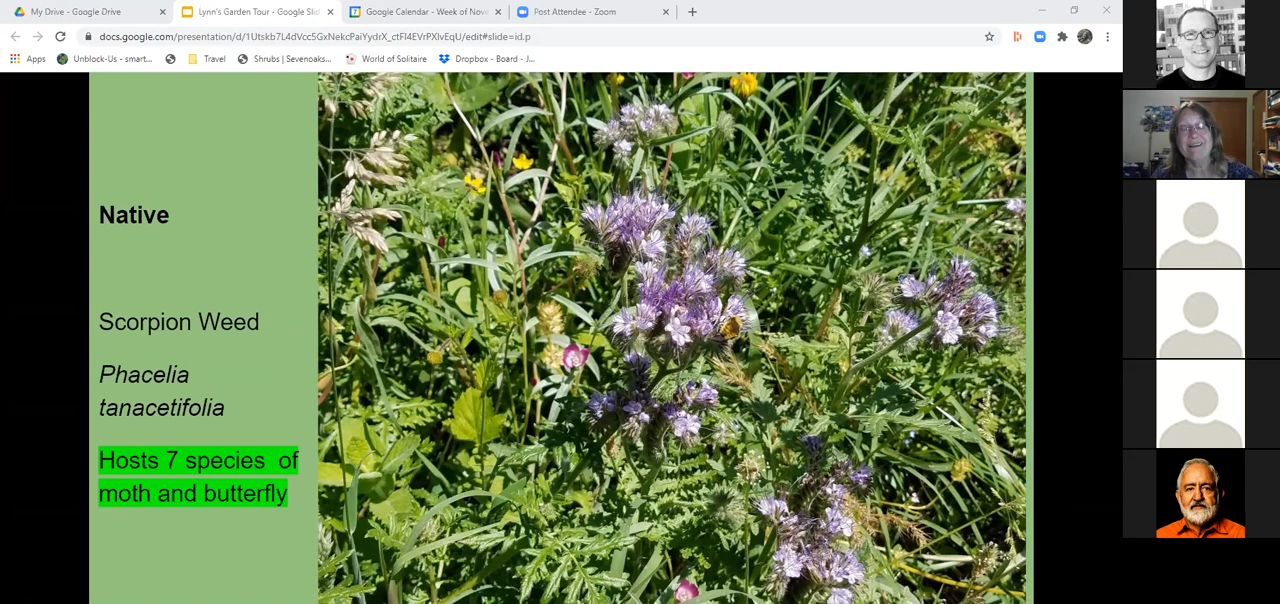 My Drive - Google Drive
Lynn's Garden Tour - Google Slid
Google Calendar - Week of Nove
Post Attendee - Zoom
docs.google.com/presentation/d/1Utskb7L4dVcc5GxNekcPaiYydrX_ctFl4EVrPXlvEqU/edit#slide=id.p
Apps
Unblock-Us - smart...
Travel
Shrubs | Sevenoaks...
World of Solitaire
Dropbox - Board - J...
Native
Scorpion Weed
Phacelia
tanacetifolia
Hosts 7 species of
moth and butterfly